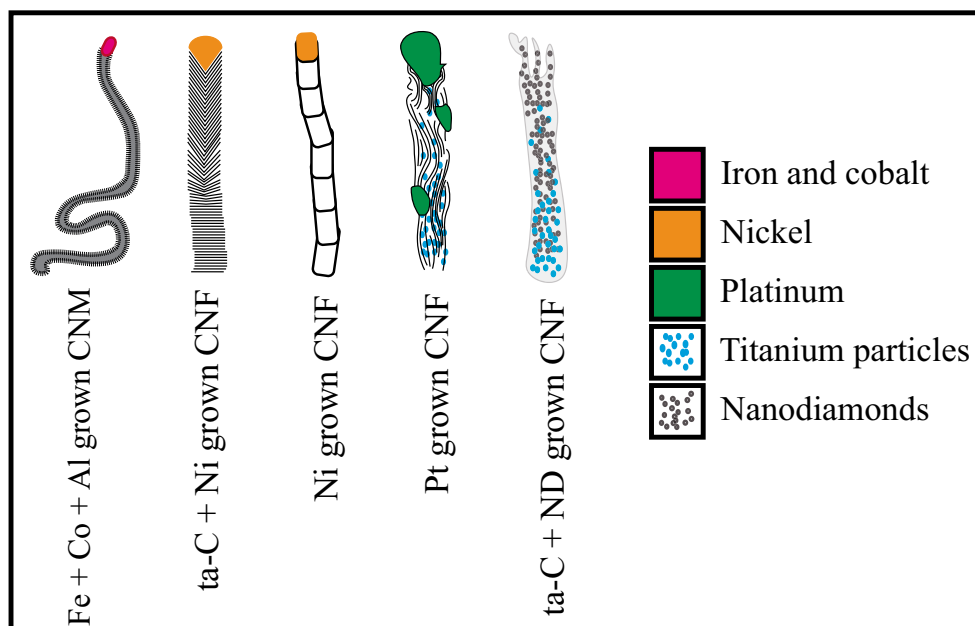 Fe + Co + Al grown CNM
ta-C + Ni grown CNF
Ni grown CNF
Pt grown CNF
ta-C + ND grown CNF
Iron and cobalt
Nickel
Platinum
Titanium particles
Nanodiamonds